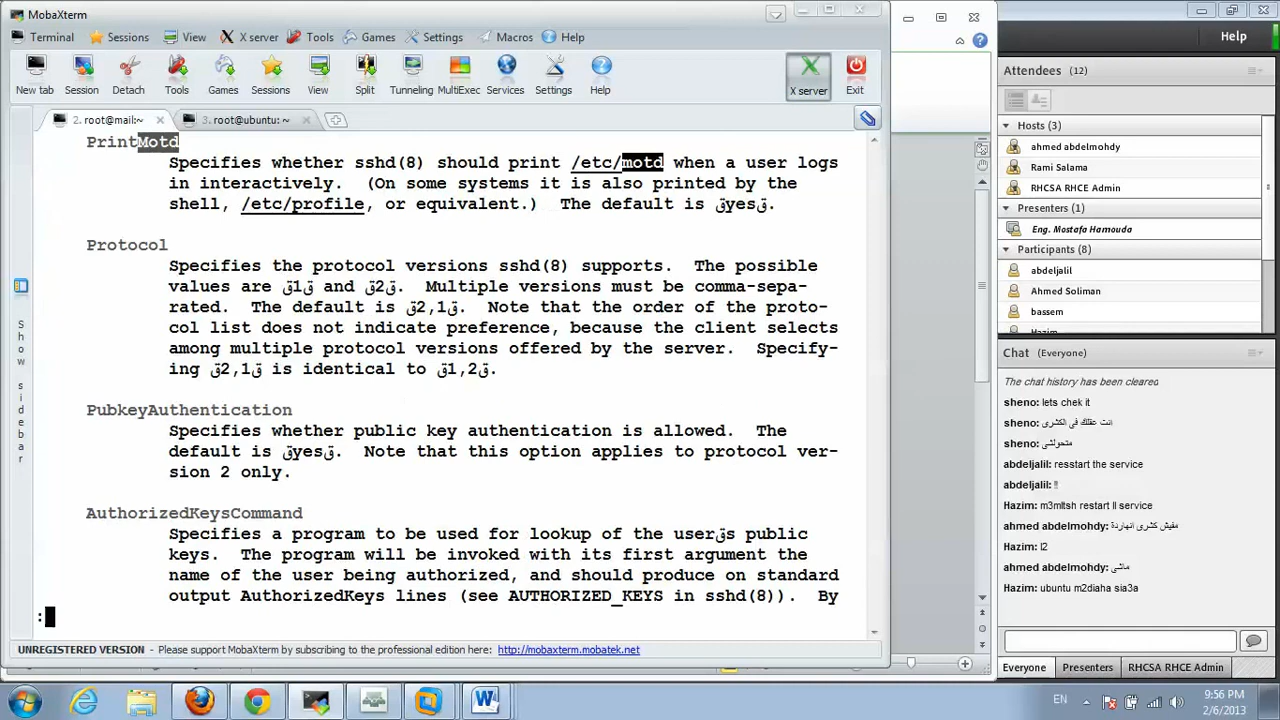 MobaXterm
Terminal Sessions View X server Tools Games Settings Macros Help
New tab Session Detach Tools Games Sessions View Split Tunneling MultiExec Services Settings Help X server Exit
2. root@mail:~ 3. root@ubuntu: ~
PrintMotd
Specifies whether sshd(8) should print /etc/motd when a user logs
in interactively. (On some systems it is also printed by the
shell, /etc/profile, or equivalent.) The default is قyesق.
Protocol
Specifies the protocol versions sshd(8) supports. The possible
values are ق1ق and ق2ق. Multiple versions must be comma-sepa-
rated. The default is ق2,1ق. Note that the order of the proto-
col list does not indicate preference, because the client selects
among multiple protocol versions offered by the server. Specify-
ing ق2,1ق is identical to ق1,2ق.
PubkeyAuthentication
Specifies whether public key authentication is allowed. The
default is قyesق. Note that this option applies to protocol ver-
sion 2 only.
AuthorizedKeysCommand
Specifies a program to be used for lookup of the userقs public
keys. The program will be invoked with its first argument the
name of the user being authorized, and should produce on standard
output AuthorizedKeys lines (see AUTHORIZED_KEYS in sshd(8)). By
:
Show sidebar
UNREGISTERED VERSION - Please support MobaXterm by subscribing to the professional edition here: http://mobaxterm.mobatek.net
Help
Attendees (12)
Hosts (3)
ahmed abdelmohdy
Rami Salama
RHCSA RHCE Admin
Presenters (1)
Eng. Mostafa Hamouda
Participants (8)
abdeljalil
Ahmed Soliman
bassem
Hazim
Chat (Everyone)
The chat history has been cleared
sheno: lets chek it
sheno: انت عقلك فى الكشرى
sheno: متحولشى
abdeljalil: resstart the service
abdeljalil: !!
Hazim: m3mltsh restart ll service
ahmed abdelmohdy: مفيش كشرى انهاردة
Hazim: l2
ahmed abdelmohdy: ماشى
Hazim: ubuntu m2diaha sia3a
Everyone Presenters RHCSA RHCE Admin
EN
9:56 PM
2/6/2013